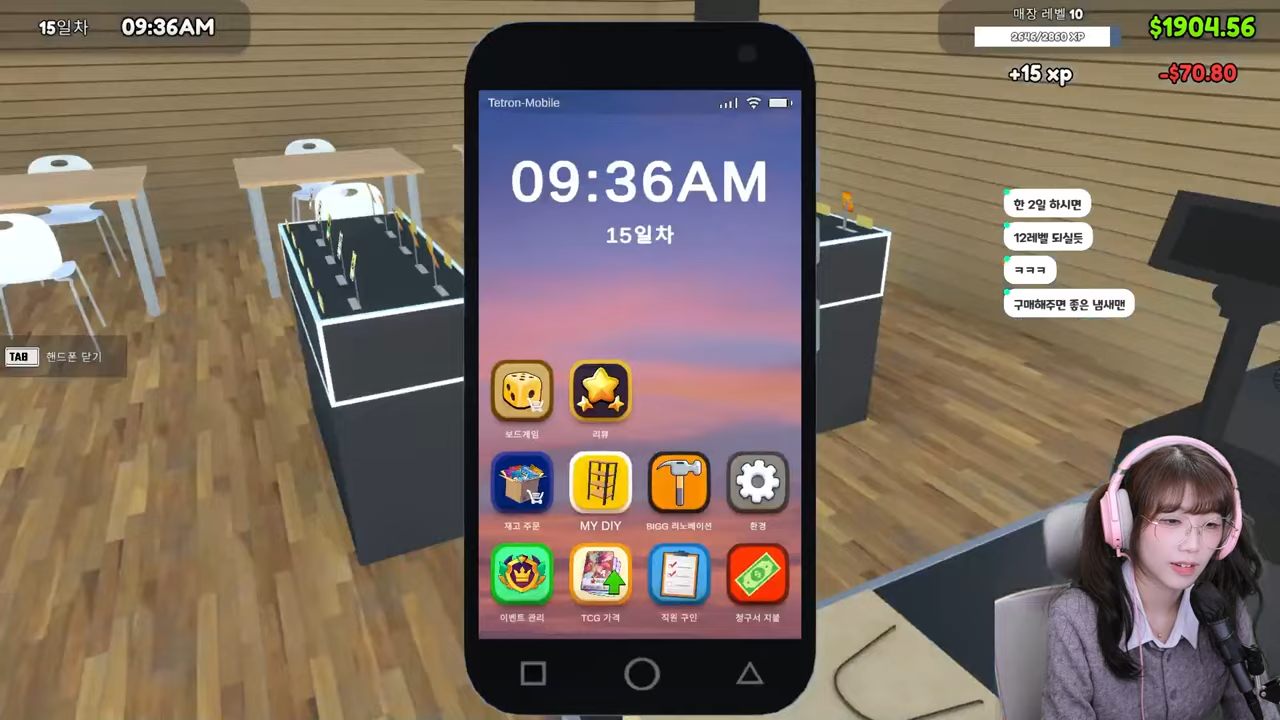 15일차 09:36AM
매장 레벨 10
2646/2860 XP
$1904.56
+15 xp
-$70.80
Tetron-Mobile
09:36AM
15일차
한 2일 하시면
12레벨 되실듯
ㅋㅋㅋ
구매해주면 좋은 냄새맨
TAB 핸드폰 닫기
보드게임 리뷰
재고 주문 MY DIY BIGG 리노베이션 환경
이벤트 관리 TCG 가격 직원 구인 청구서 지불